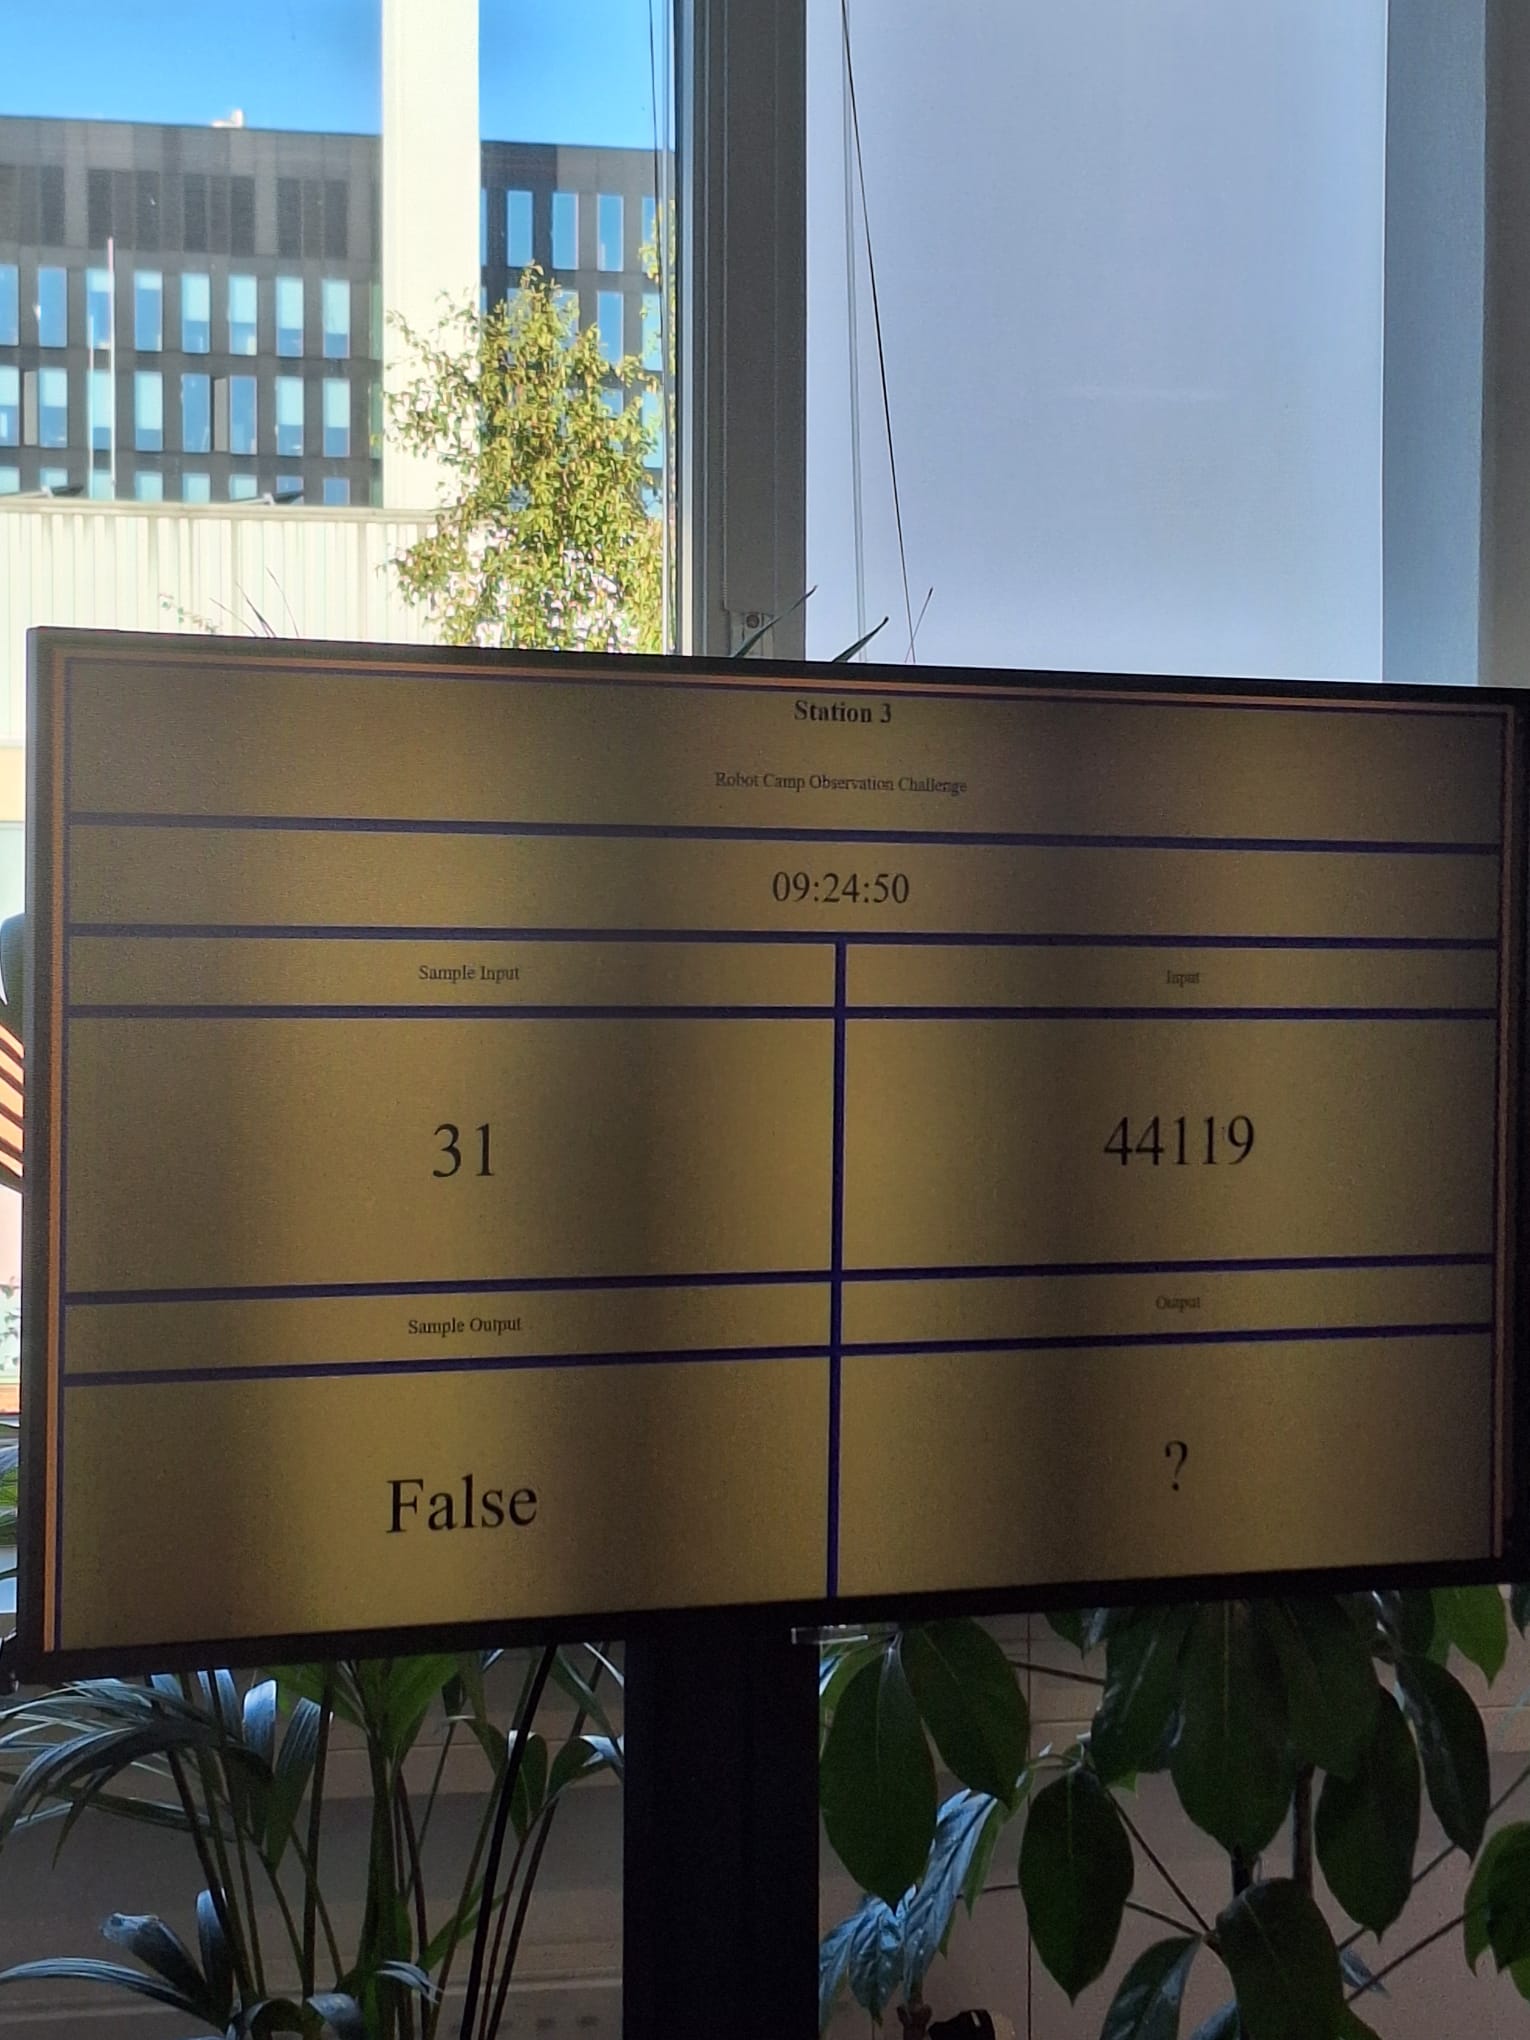 Station 3
Robot Camp Observation Challenge
09:24:50
Sample Input
Input
31
44119
Sample Output
Output
False
?